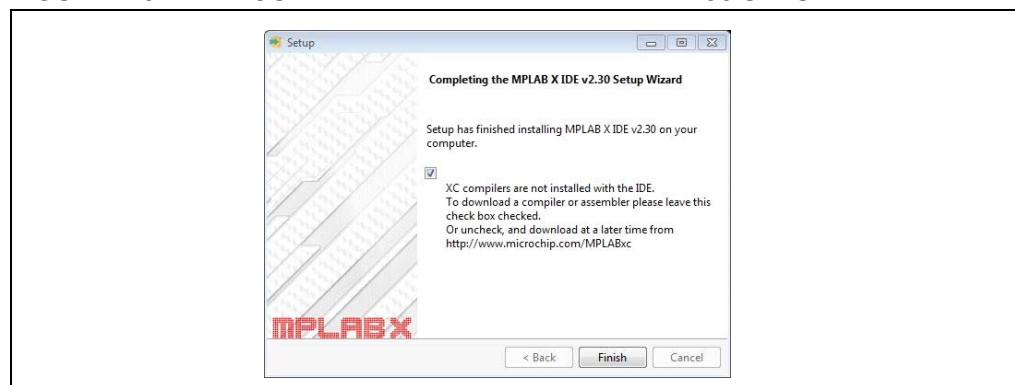 Setup
Completing the MPLAB X IDE v2.30 Setup Wizard
Setup has finished installing MPLAB X IDE v2.30 on your
computer.
XC compilers are not installed with the IDE.
To download a compiler or assembler please leave this
check box checked.
Or uncheck, and download at a later time from
http://www.microchip.com/MPLABxc
MPLABX
< Back Finish Cancel